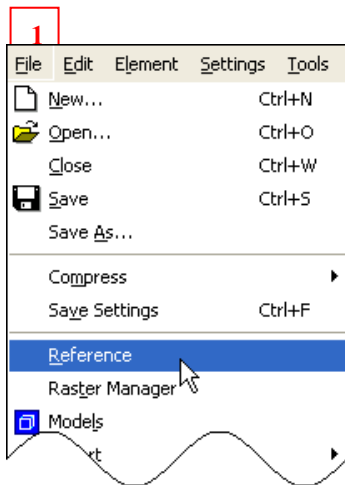 1
File Edit Element Settings Tools
New... Ctrl+N
Open... Ctrl+O
Close Ctrl+W
Save Ctrl+S
Save As...
Compress
Save Settings Ctrl+F
Reference
Raster Manager
Models